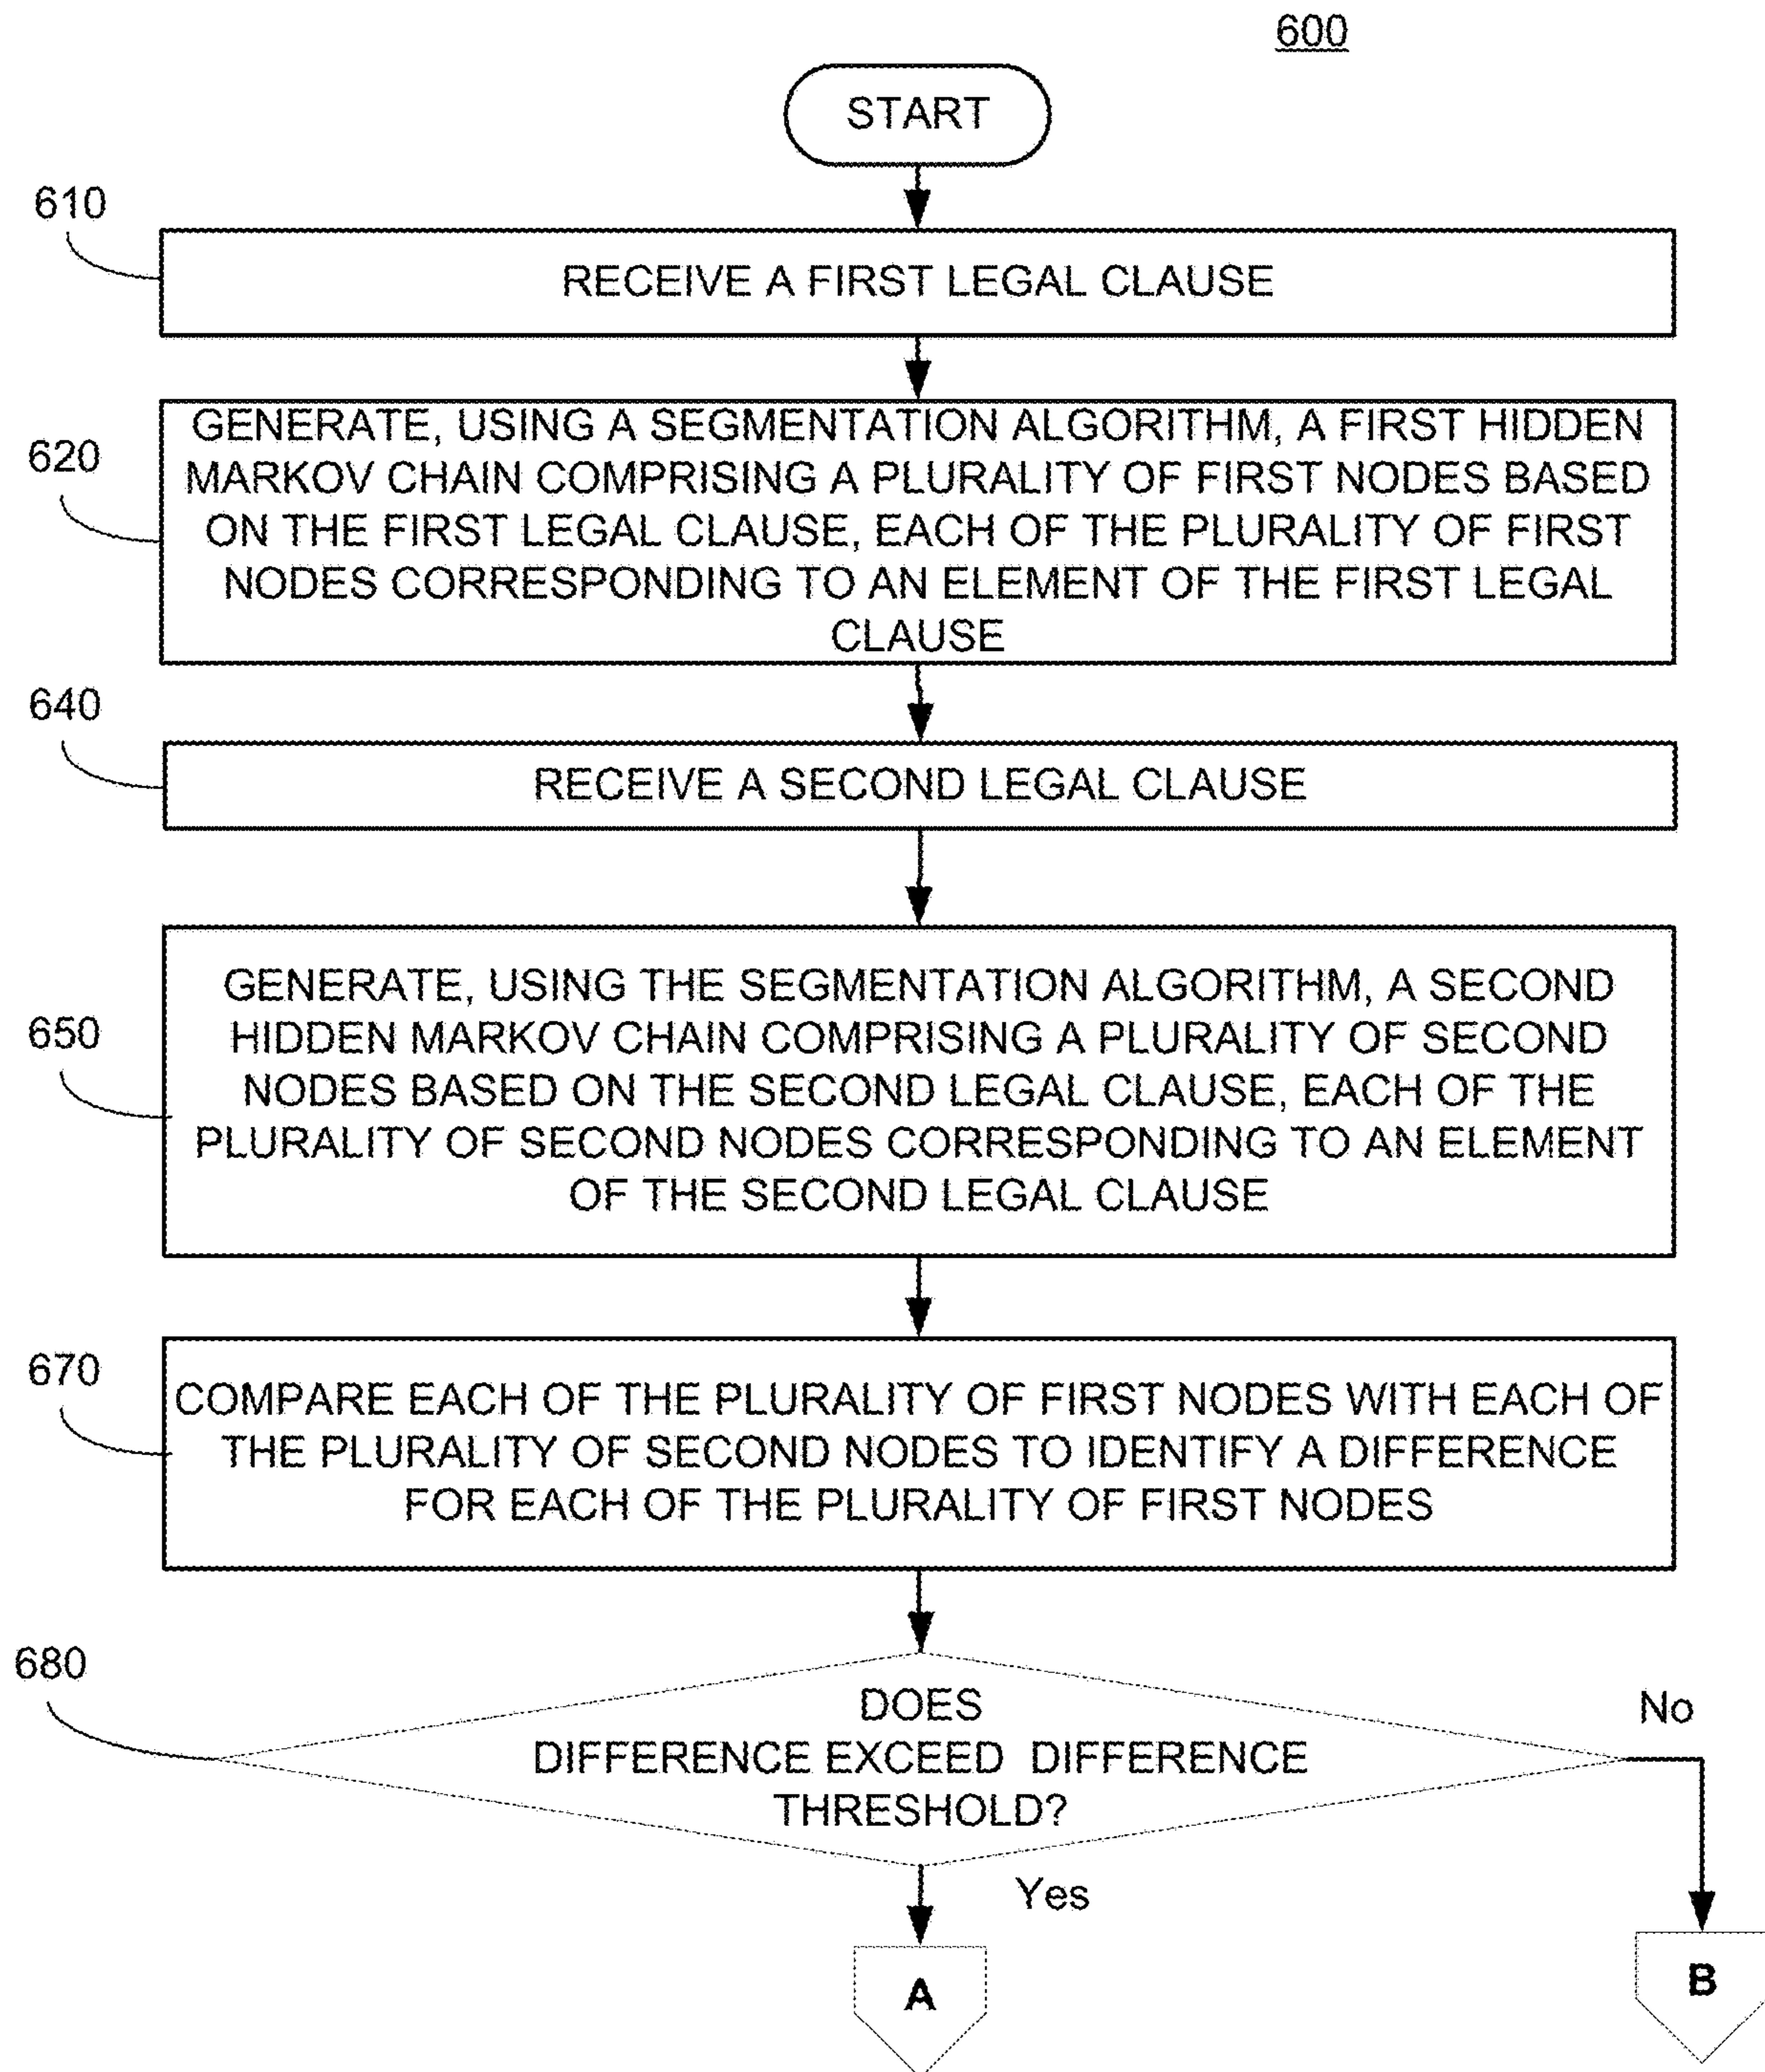 600
START
610
RECEIVE A FIRST LEGAL CLAUSE
620
GENERATE, USING A SEGMENTATION ALGORITHM, A FIRST HIDDEN
MARKOV CHAIN COMPRISING A PLURALITY OF FIRST NODES BASED
ON THE FIRST LEGAL CLAUSE, EACH OF THE PLURALITY OF FIRST
NODES CORRESPONDING TO AN ELEMENT OF THE FIRST LEGAL
CLAUSE
640
RECEIVE A SECOND LEGAL CLAUSE
650
GENERATE, USING THE SEGMENTATION ALGORITHM, A SECOND
HIDDEN MARKOV CHAIN COMPRISING A PLURALITY OF SECOND
NODES BASED ON THE SECOND LEGAL CLAUSE, EACH OF THE
PLURALITY OF SECOND NODES CORRESPONDING TO AN ELEMENT
OF THE SECOND LEGAL CLAUSE
670
COMPARE EACH OF THE PLURALITY OF FIRST NODES WITH EACH OF
THE PLURALITY OF SECOND NODES TO IDENTIFY A DIFFERENCE
FOR EACH OF THE PLURALITY OF FIRST NODES
680
DOES
DIFFERENCE EXCEED DIFFERENCE
THRESHOLD?
No
Yes
A
B